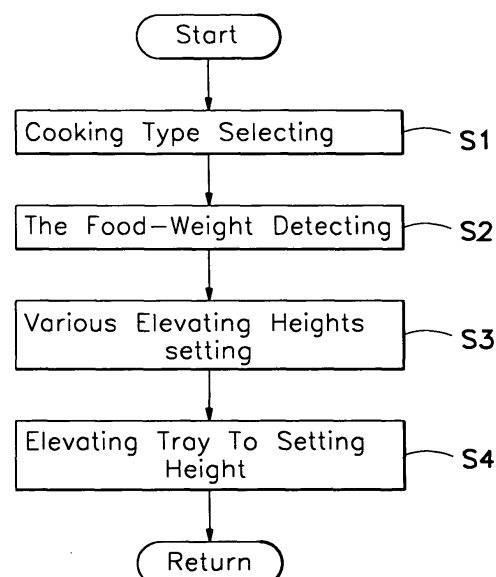 Start
Cooking Type Selecting
S1
The Food-Weight Detecting
S2
Various Elevating Heights
setting
S3
Elevating Tray To Setting
Height
S4
Return